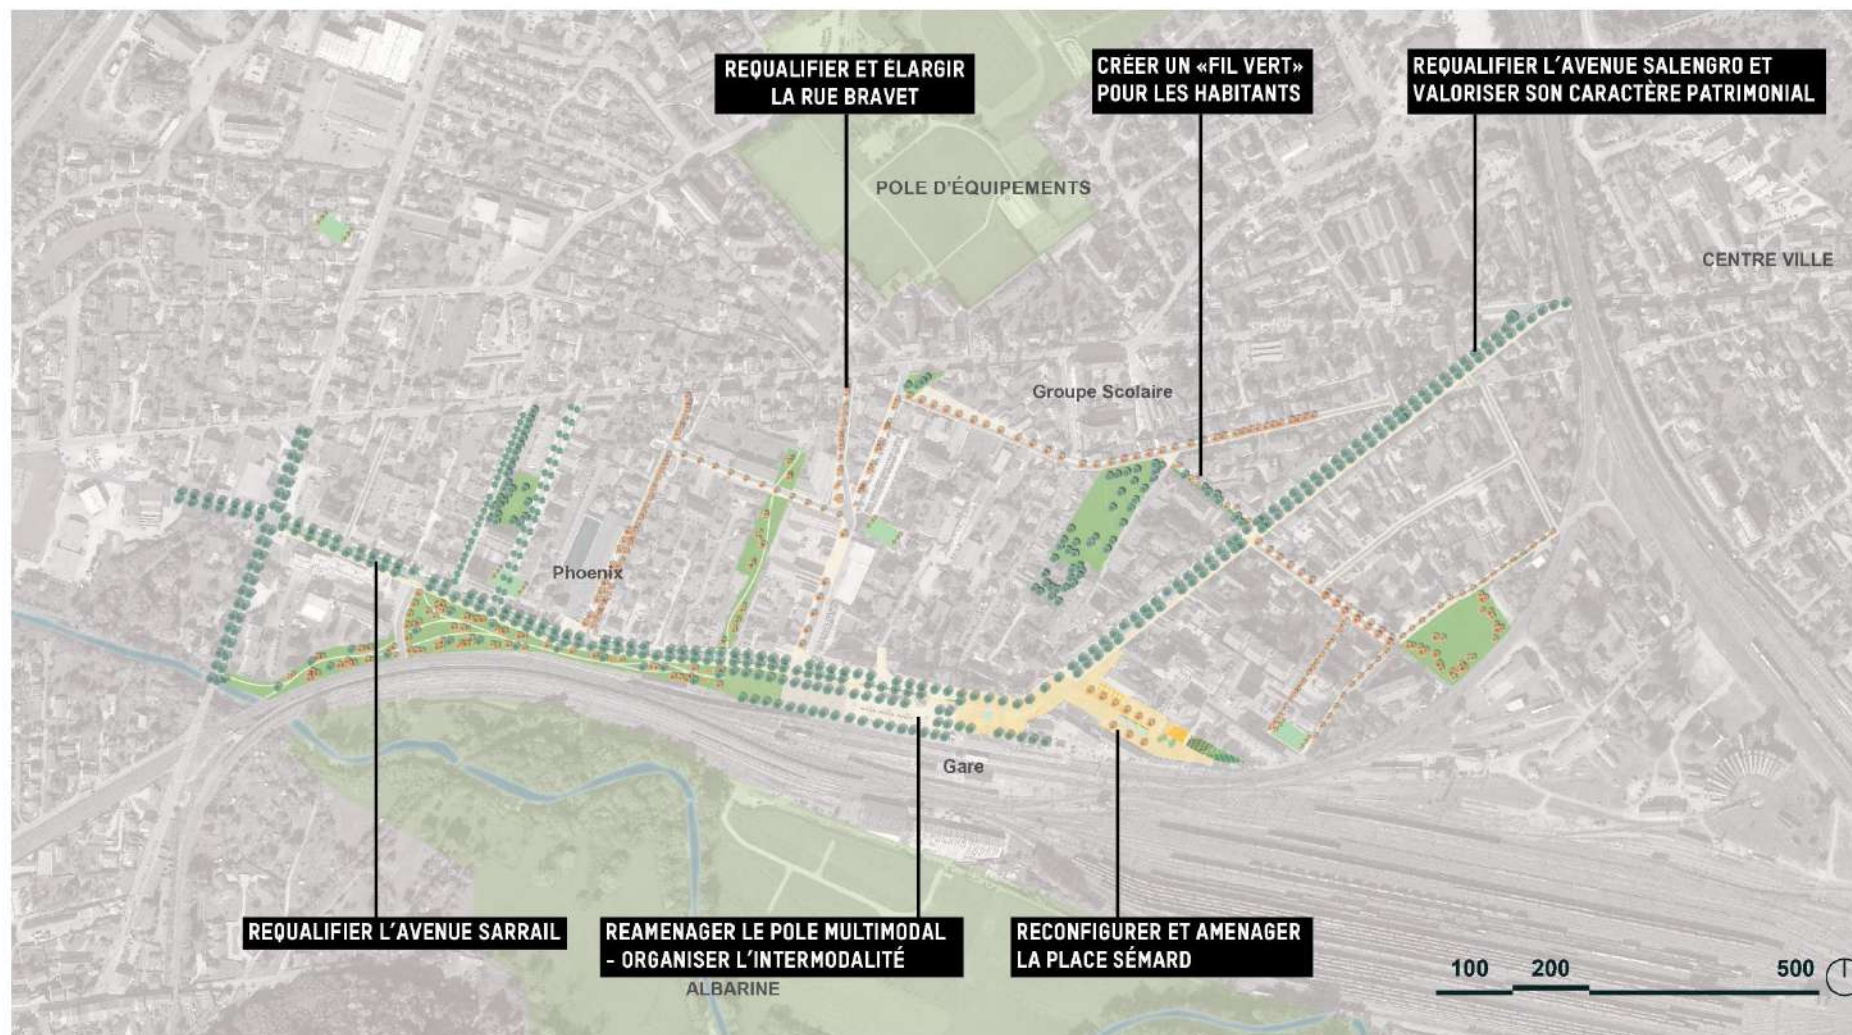 REQUALIFIER ET ÉLARGIR
LA RUE BRAVET
CRÉER UN «FIL VERT»
POUR LES HABITANTS
REQUALIFIER L'AVENUE SALENGRO ET
VALORISER SON CARACTÈRE PATRIMONIAL
POLE D'ÉQUIPEMENTS
CENTRE VILLE
Groupe Scolaire
Phoenix
Gare
REQUALIFIER L'AVENUE SARRAIL
REAMENAGER LE POLE MULTIMODAL
- ORGANISER L'INTERMODALITÉ
RECONFIGURER ET AMENAGER
LA PLACE SÉMARD
ALBARINE
100 200 500